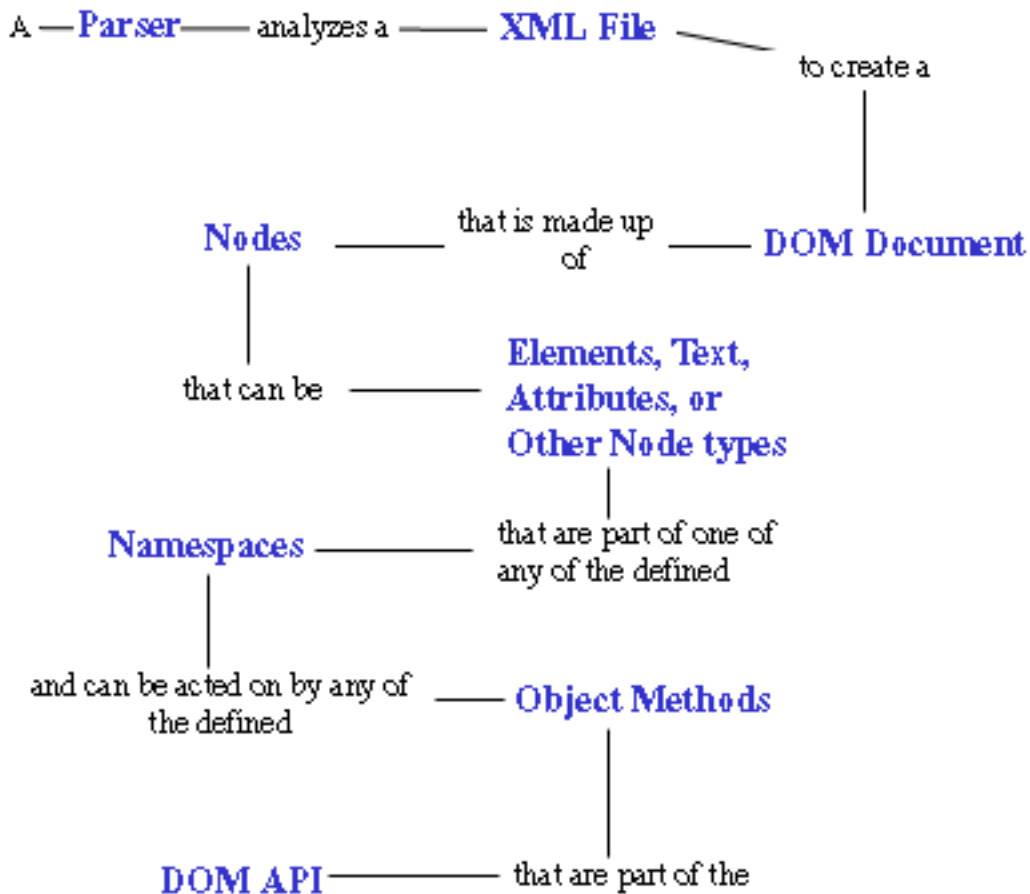 A Parser analyzes a XML File
to create a
Nodes that is made up of DOM Document
that can be Elements, Text, Attributes, or Other Node types
Namespaces that are part of one of any of the defined
and can be acted on by any of the defined Object Methods
DOM API that are part of the